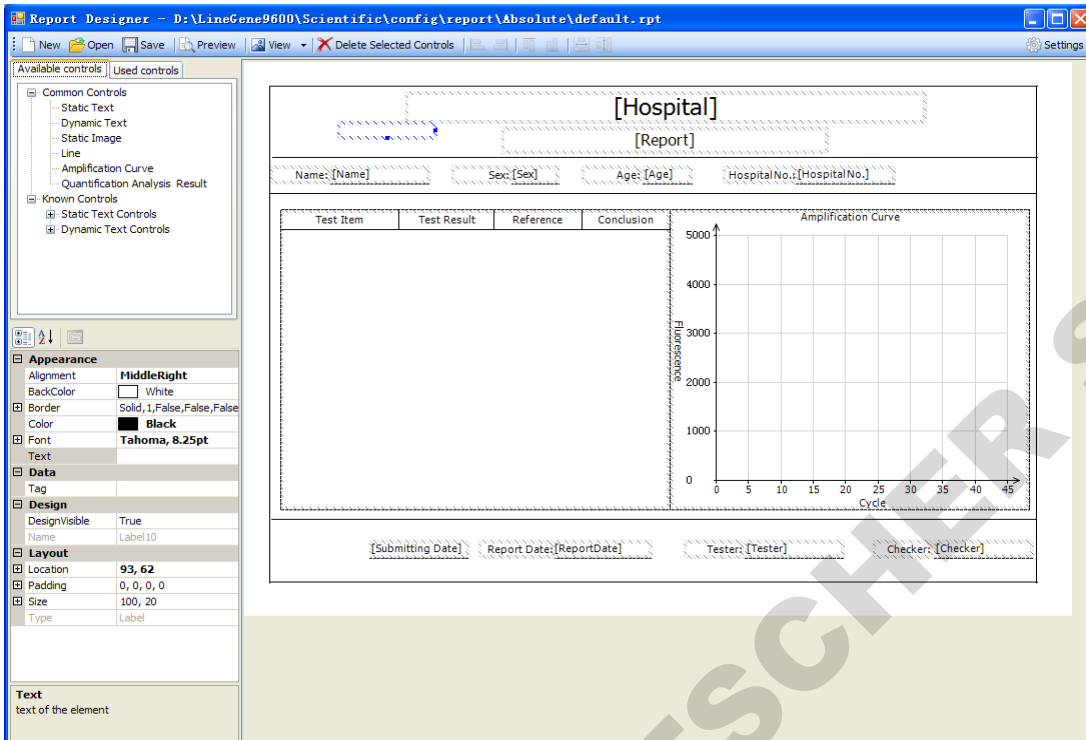 Report Designer - D:\LineGene9600\Scientific\config\report\Absolute\default.rpt
New Open Save Preview View Delete Selected Controls Settings
Available controls Used controls
Common Controls
Static Text
Dynamic Text
Static Image
Line
Amplification Curve
Quantification Analysis Result
Known Controls
Static Text Controls
Dynamic Text Controls
Appearance
Alignment MiddleRight
BackColor White
Border Solid,1,False,False,False
Color Black
Font Tahoma, 8.25pt
Text
Data
Tag
Design
DesignVisible True
Name Label10
Layout
Location 93, 62
Padding 0, 0, 0, 0
Size 100, 20
Type Label
Text
text of the element
[Hospital]
[Report]
Name: [Name] Sex: [Sex] Age: [Age] HospitalNo.: [HospitalNo.]
Test Item Test Result Reference Conclusion
Amplification Curve
5000
4000
3000
2000
1000
0
Fluorescence
0 5 10 15 20 25 30 35 40 45
Cycle
[Submitting Date] Report Date: [ReportDate] Tester: [Tester] Checker: [Checker]